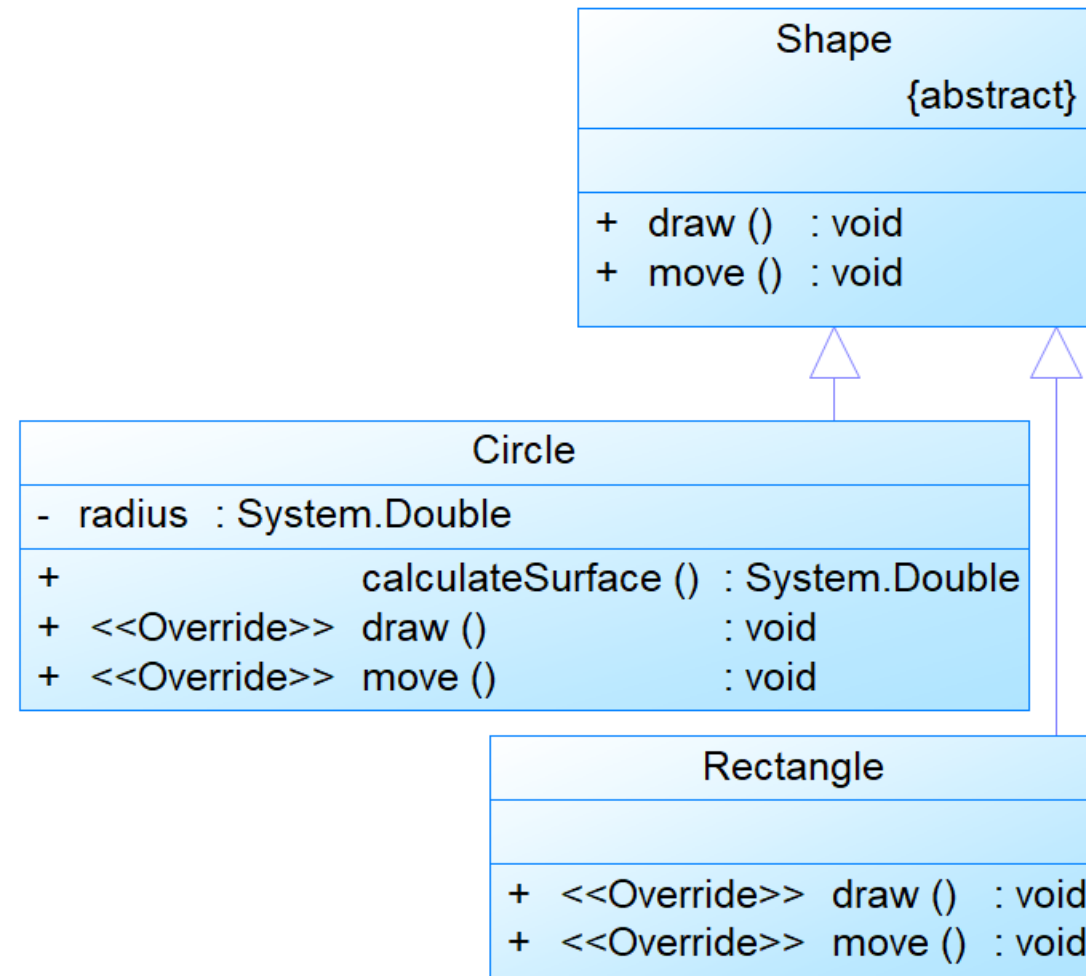 Shape
{abstract}
+ draw () : void
+ move () : void
Circle
- radius : System.Double
+ calculateSurface () : System.Double
+ <<Override>> draw () : void
+ <<Override>> move () : void
Rectangle
+ <<Override>> draw () : void
+ <<Override>> move () : void